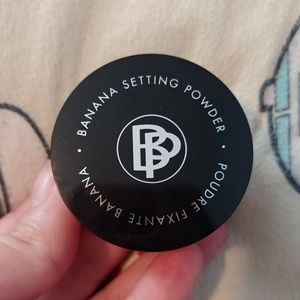 • BANANA SETTING POWDER •
BP
POUDRE FIXANTE BANANA